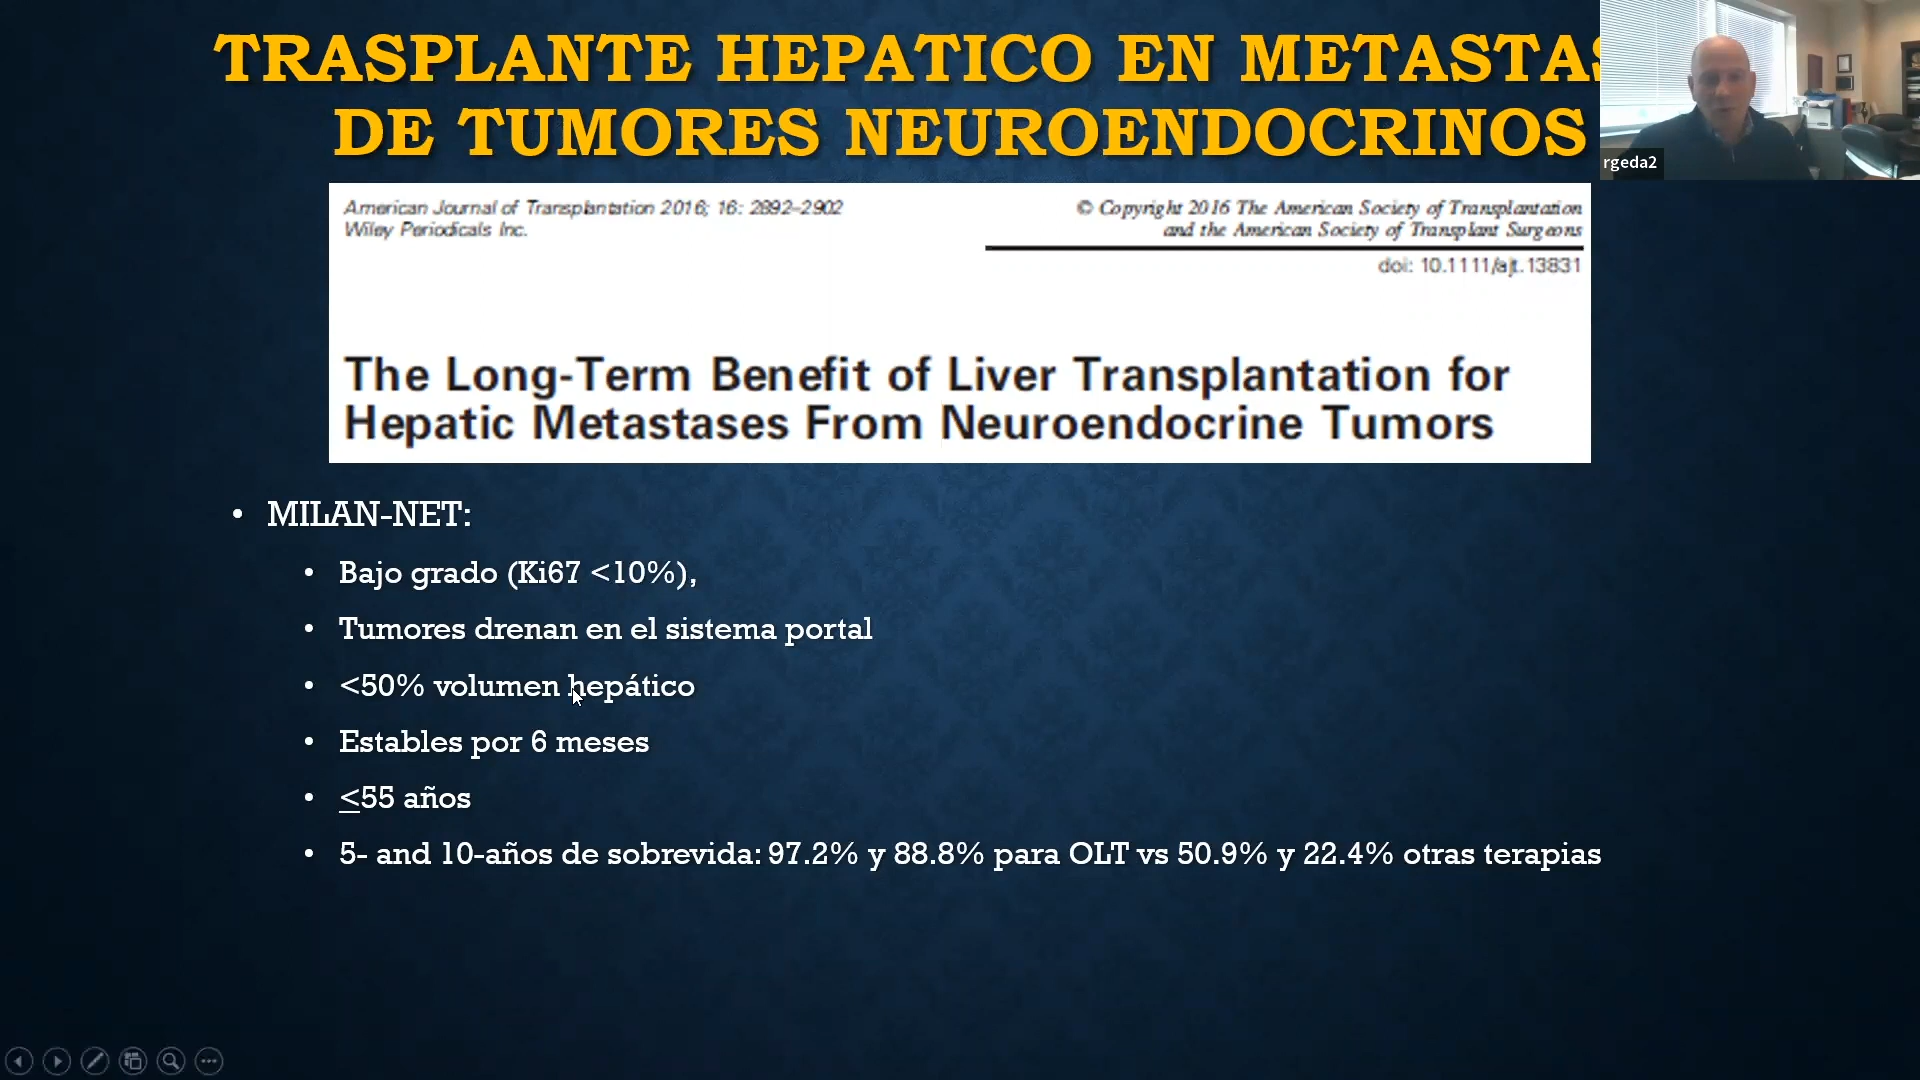 TRASPLANTE HEPATICO EN METASTAS
DE TUMORES NEUROENDOCRINOS
rgeda2
American Journal of Transplantation 2016; 16: 2892–2902
Wiley Periodicals Inc.
© Copyright 2016 The American Society of Transplantation
and the American Society of Transplant Surgeons
doi: 10.1111/ajt.13831
The Long-Term Benefit of Liver Transplantation for
Hepatic Metastases From Neuroendocrine Tumors
• MILAN-NET:
• Bajo grado (Ki67 <10%),
• Tumores drenan en el sistema portal
• <50% volumen hepático
• Estables por 6 meses
• <55 años
• 5- and 10-años de sobrevida: 97.2% y 88.8% para OLT vs 50.9% y 22.4% otras terapias